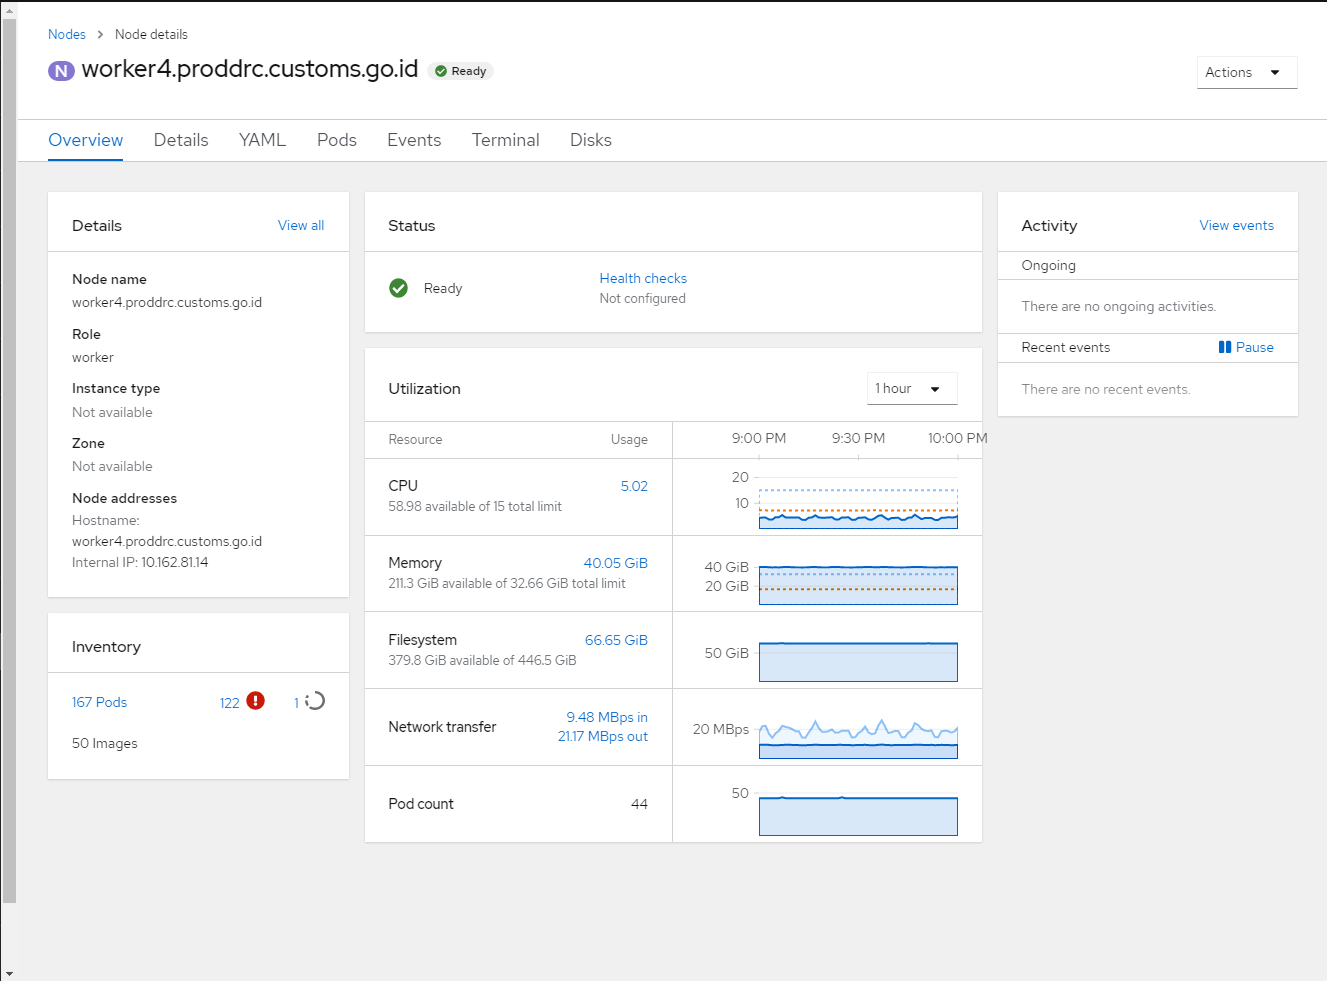 Nodes > Node details
N worker4.proddrc.customs.go.id Ready
Actions
Overview Details YAML Pods Events Terminal Disks
Details View all
Node name
worker4.proddrc.customs.go.id
Role
worker
Instance type
Not available
Zone
Not available
Node addresses
Hostname:
worker4.proddrc.customs.go.id
Internal IP: 10.162.81.14
Inventory
167 Pods 122 1
50 Images
Status
Ready
Health checks
Not configured
Utilization 1 hour
Resource Usage 9:00 PM 9:30 PM 10:00 PM
CPU 5.02
58.98 available of 15 total limit
20
10
Memory 40.05 GiB
211.3 GiB available of 32.66 GiB total limit
40 GiB
20 GiB
Filesystem 66.65 GiB
379.8 GiB available of 446.5 GiB
50 GiB
Network transfer 9.48 MBps in
21.17 MBps out
20 MBps
Pod count 44
50
Activity View events
Ongoing
There are no ongoing activities.
Recent events Pause
There are no recent events.